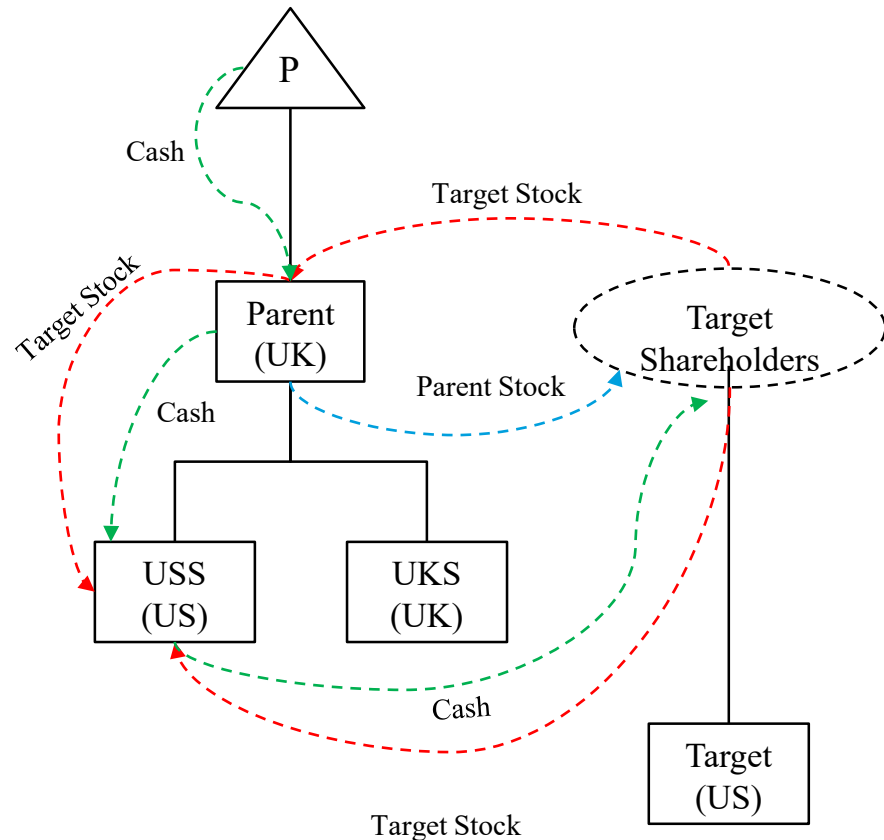 P
Cash
Target Stock
Target Stock
Parent
(UK)
Target
Shareholders
Parent Stock
Cash
USS
(US)
UKS
(UK)
Cash
Target
(US)
Target Stock